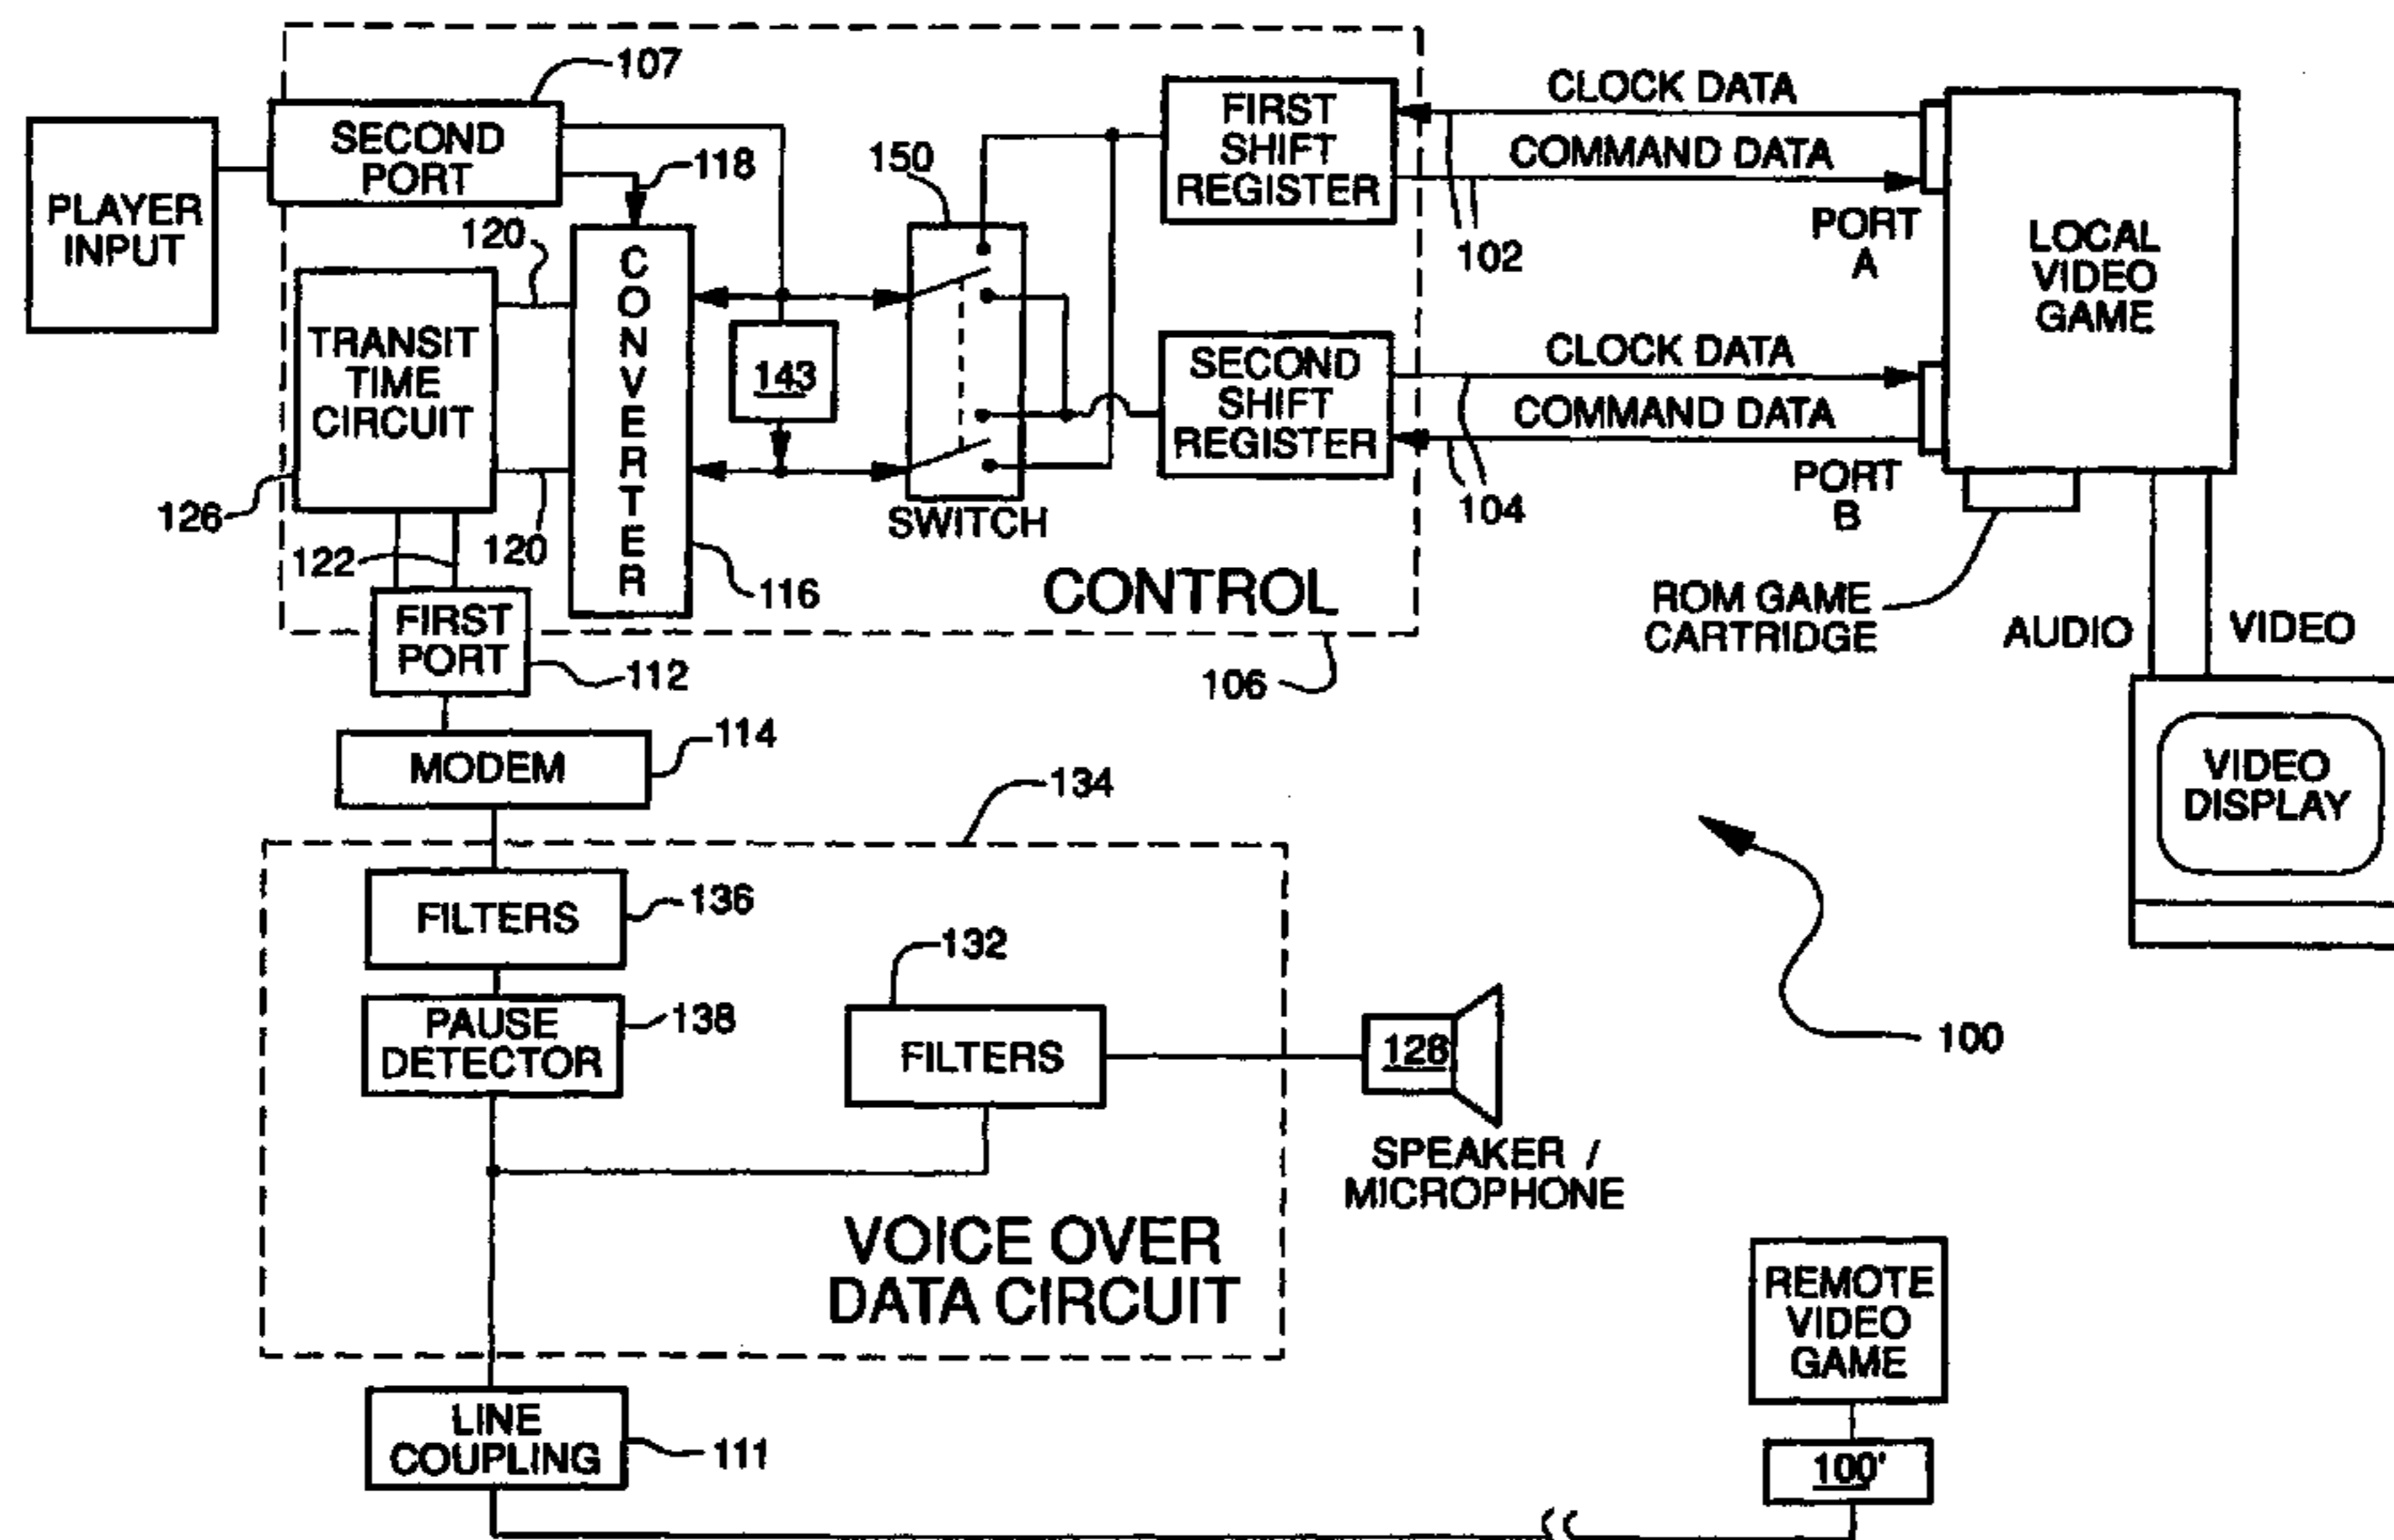 107
SECOND
PORT
PLAYER
INPUT
118
120
150
FIRST
SHIFT
REGISTER
CLOCK DATA
COMMAND DATA
PORT
A
102
LOCAL
VIDEO
GAME
TRANSIT
TIME
CIRCUIT
CONVERTER
143
SECOND
SHIFT
REGISTER
CLOCK DATA
COMMAND DATA
PORT
B
104
126
122
120
SWITCH
116
CONTROL
ROM GAME
CARTRIDGE
AUDIO
VIDEO
FIRST
PORT
112
106
MODEM
114
VIDEO
DISPLAY
134
FILTERS
136
132
PAUSE
DETECTOR
138
FILTERS
128
100
SPEAKER /
MICROPHONE
VOICE OVER
DATA CIRCUIT
REMOTE
VIDEO
GAME
LINE
COUPLING
111
100'